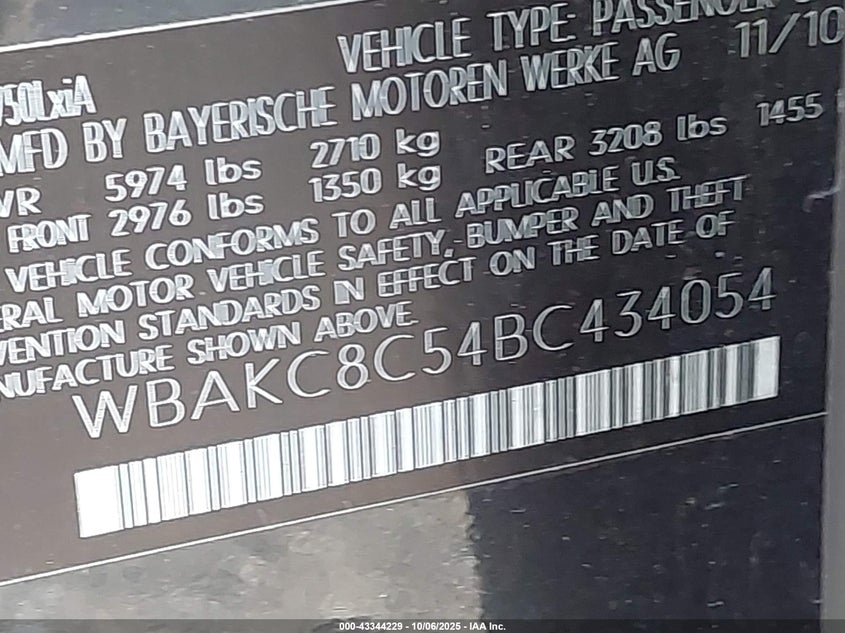 VEHICLE TYPE: PASSENGER
750LxiA
MFD BY BAYERISCHE MOTOREN WERKE AG 11/10
VR 5974 lbs 2710 kg
FRONT 2976 lbs 1350 kg REAR 3208 lbs 1455
VEHICLE CONFORMS TO ALL APPLICABLE U.S.
ERAL MOTOR VEHICLE SAFETY, BUMPER AND THEFT
VENTION STANDARDS IN EFFECT ON THE DATE OF
NUFACTURE SHOWN ABOVE.
WBAKC8C54BC434054
000-43344229 - 10/06/2025 - IAA Inc.